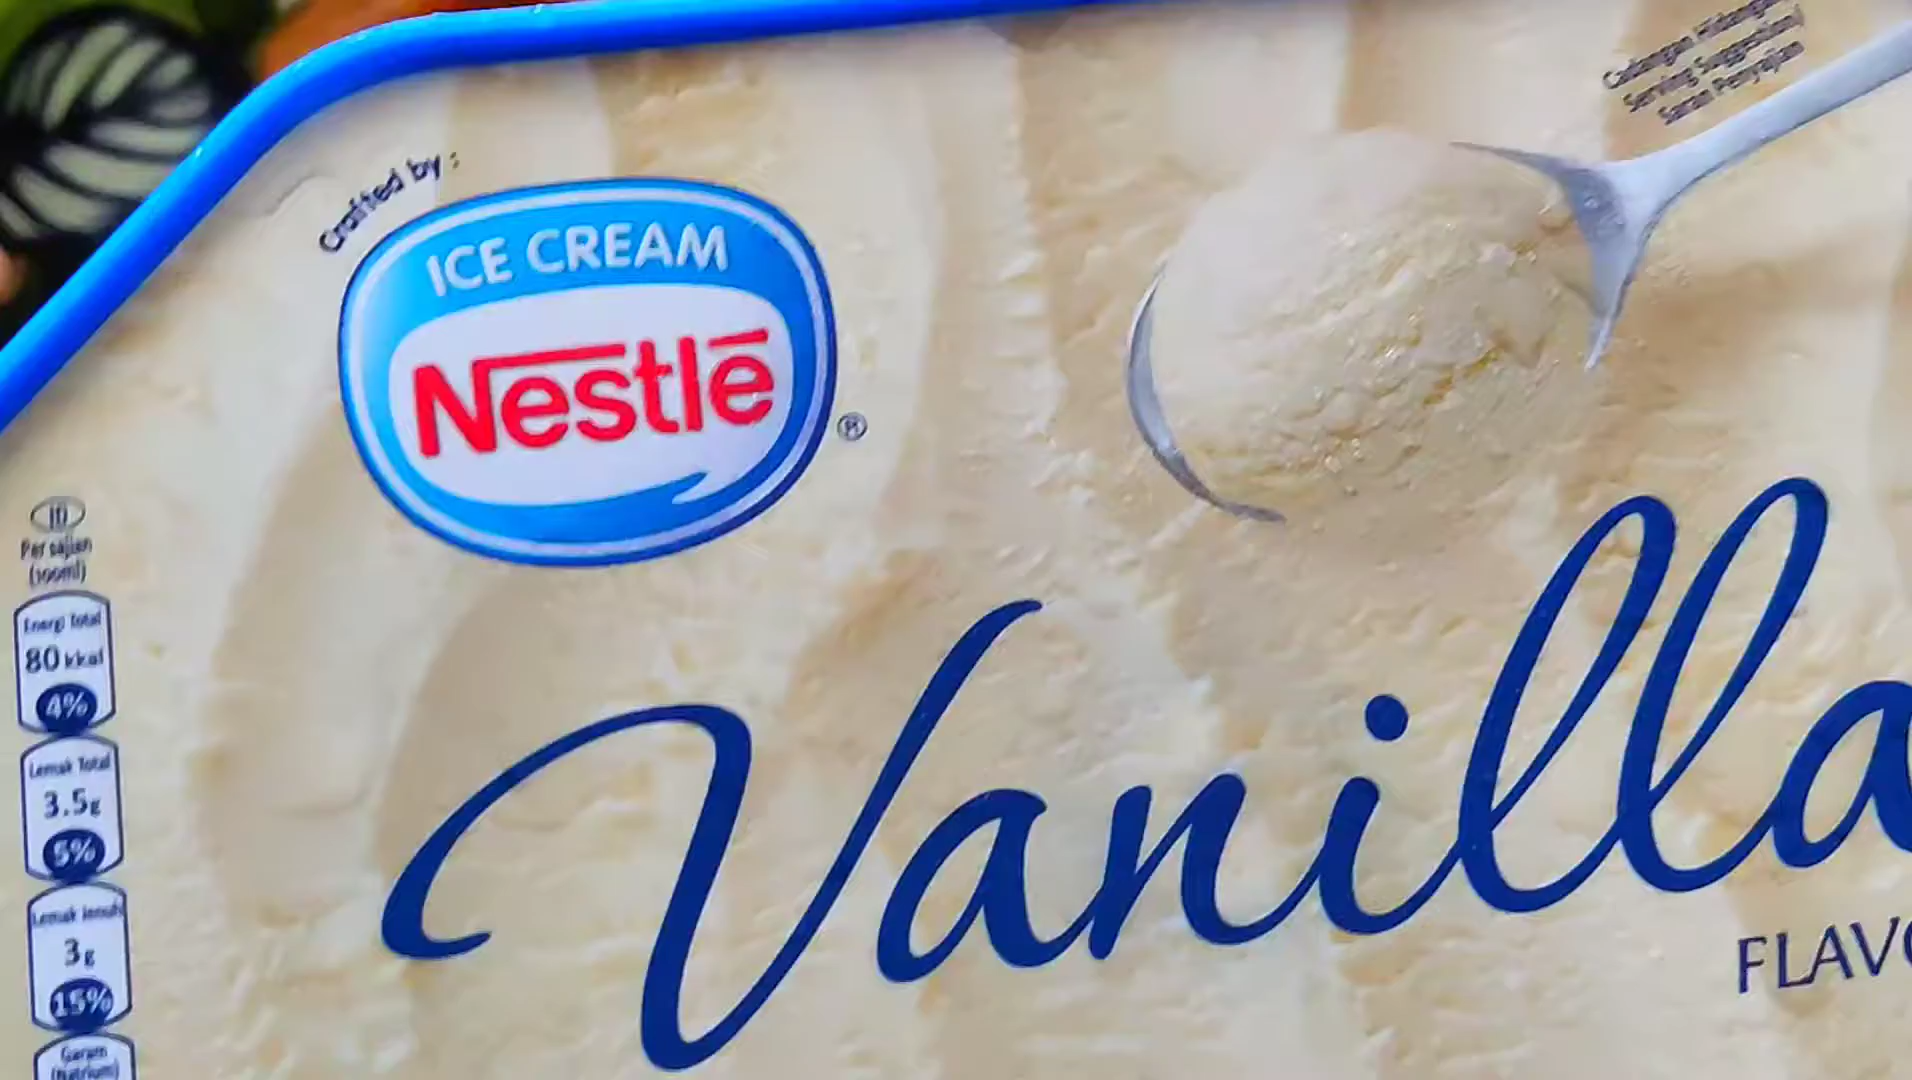 Cadangan Hidangan
Serving Suggestion
Saran Penyajian
Crafted by :
ICE CREAM
Nestlē
®
Vanilla
FLAVO
ID
Per sajian
(100ml)
Energi Total
80 kkal
4%
Lemak Total
3.5g
5%
Lemak Jenuh
3g
15%
Garam
(Natrium)